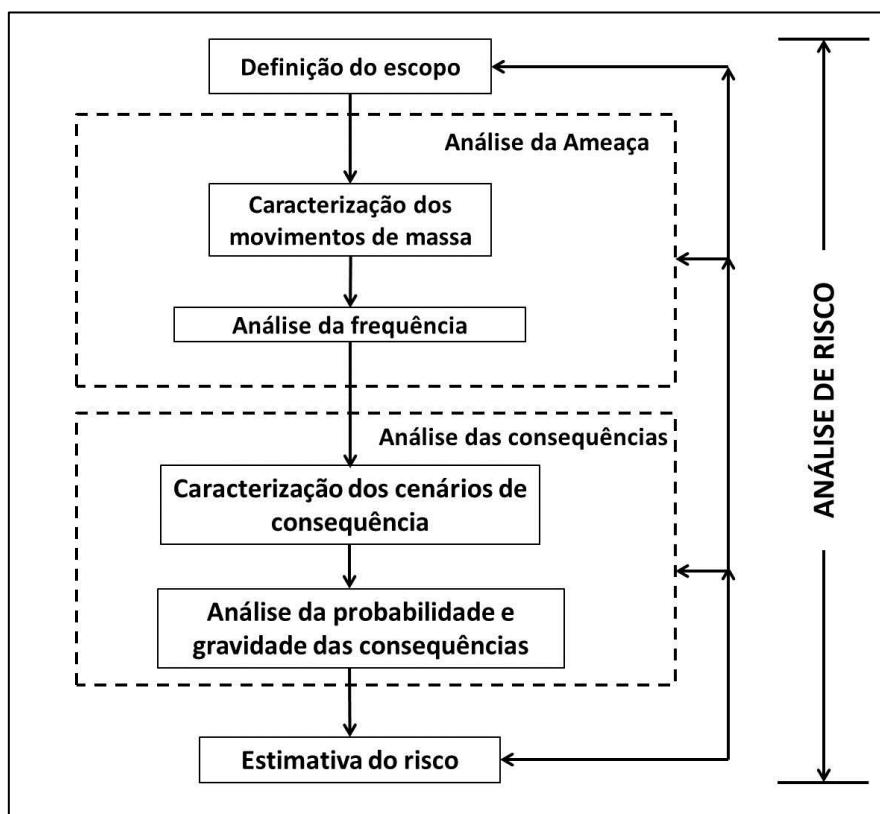 Definição do escopo
Análise da Ameaça
Caracterização dos
movimentos de massa
Análise da frequência
Análise das consequências
Caracterização dos cenários de
consequência
Análise da probabilidade e
gravidade das consequências
Estimativa do risco
ANÁLISE DE RISCO